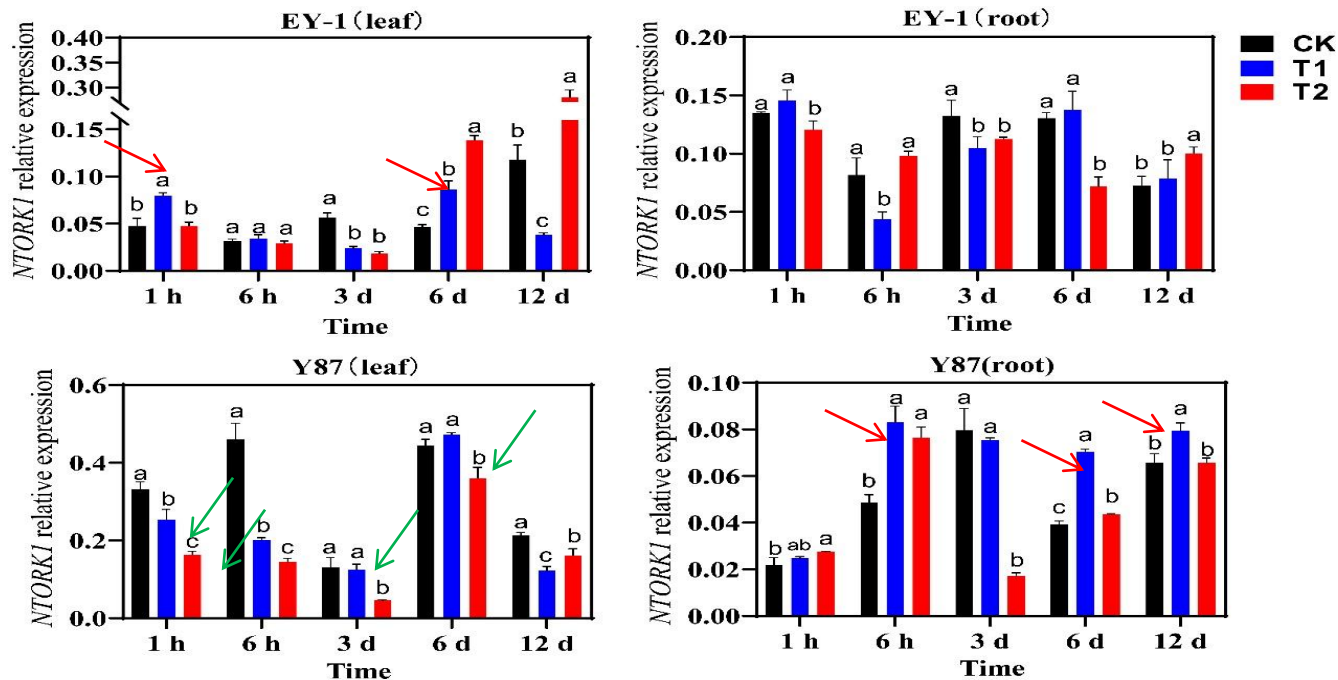 EY-1(leaf)
NTORK1 relative expression
0.40
0.35
0.30
0.15
0.10
0.05
0.00
b a b
a a a
a b b
c b a
b c a
1 h 6 h 3 d 6 d 12 d
Time
EY-1(root)
NTORK1 relative expression
0.20
0.15
0.10
0.05
0.00
a a b
a b a
a b b
a a b
b b a
1 h 6 h 3 d 6 d 12 d
Time
CK
T1
T2
Y87(leaf)
NTORK1 relative expression
0.6
0.4
0.2
0.0
a b c
a b c
a a b
a a b
a c b
1 h 6 h 3 d 6 d 12 d
Time
Y87(root)
NTORK1 relative expression
0.10
0.08
0.06
0.04
0.02
0.00
b ab a
b a a
a a b
c a b
b a b
1 h 6 h 3 d 6 d 12 d
Time